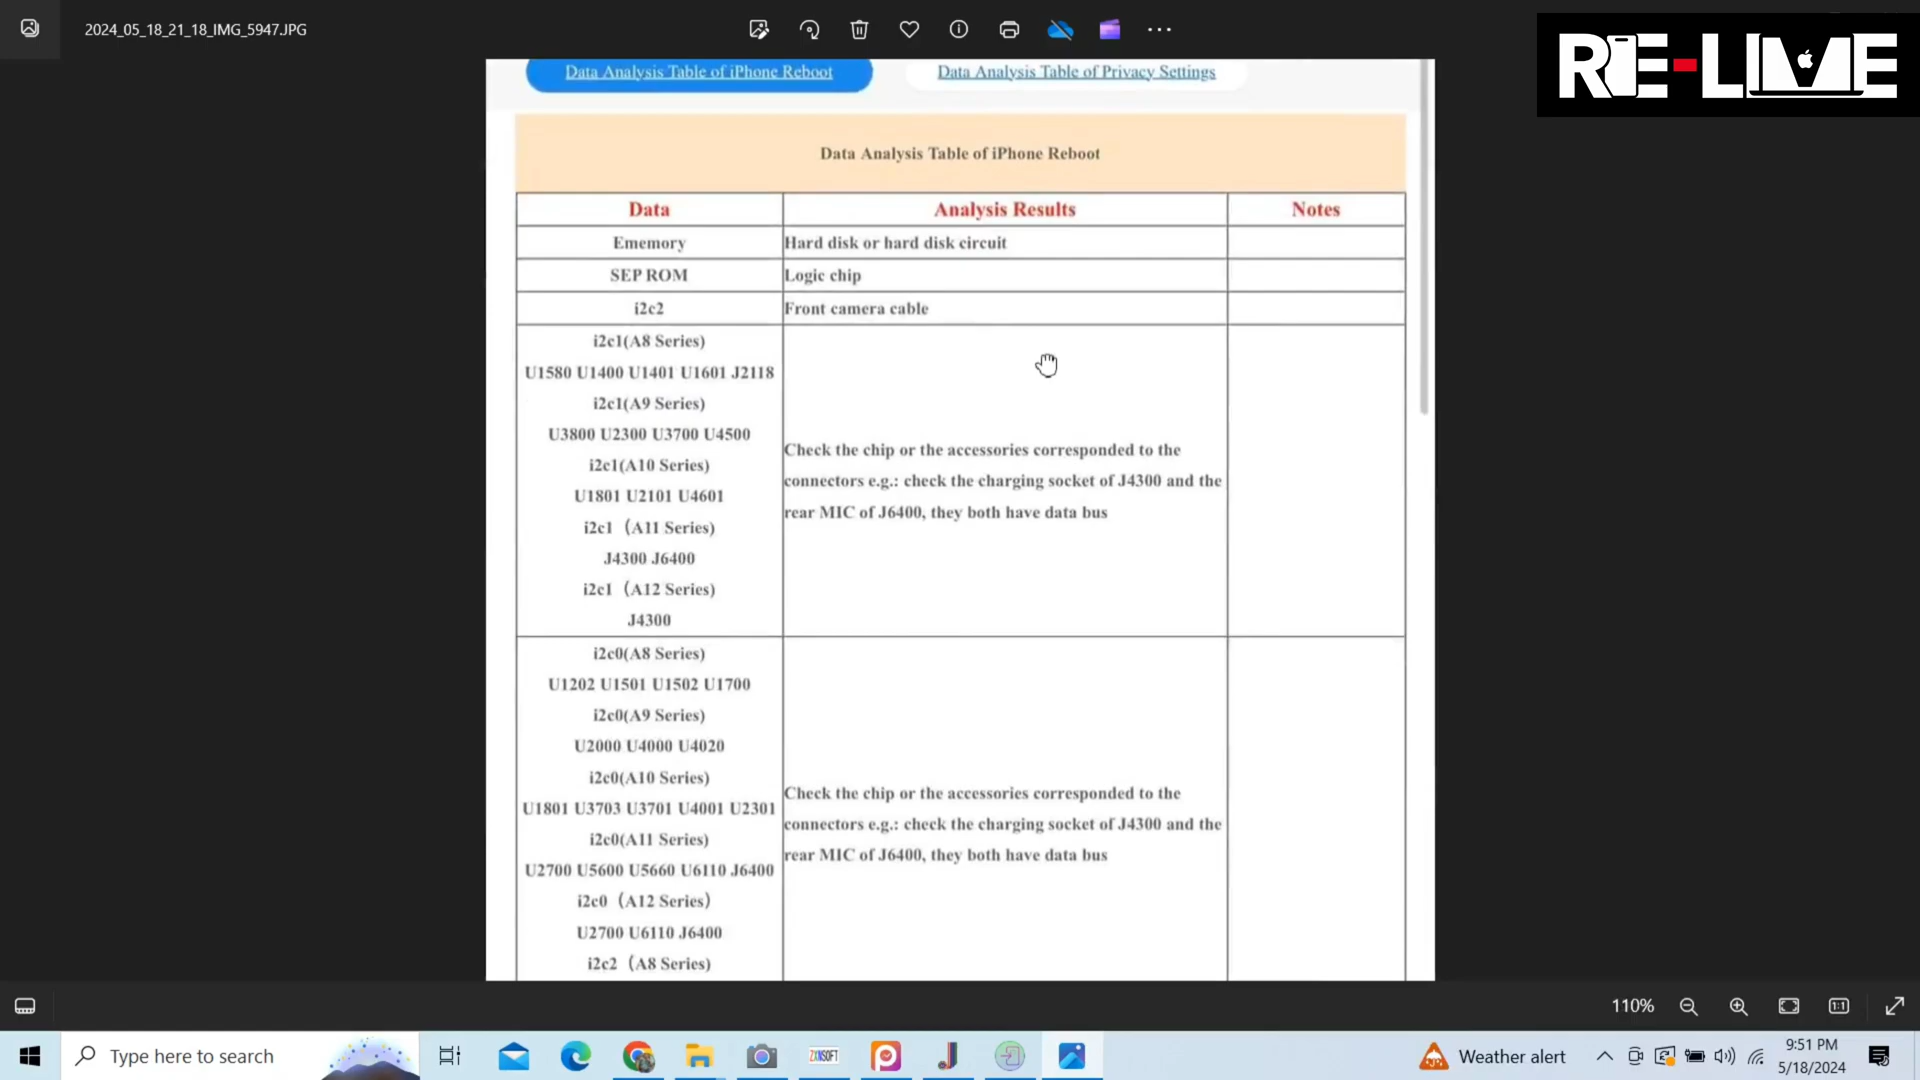 2024_05_18_21_18_IMG_5947.JPG
RE-LIVE
Data Analysis Table of iPhone Reboot
Data Analysis Table of Privacy Settings
Data Analysis Table of iPhone Reboot
Data
Analysis Results
Notes
Ememory
Hard disk or hard disk circuit
SEP ROM
Logic chip
i2c2
Front camera cable
i2c1(A8 Series)
U1580 U1400 U1401 U1601 J2118
i2c1(A9 Series)
U3800 U2300 U3700 U4500
i2c1(A10 Series)
U1801 U2101 U4601
i2c1（A11 Series)
J4300 J6400
i2c1（A12 Series)
J4300
Check the chip or the accessories corresponded to the
connectors e.g.: check the charging socket of J4300 and the
rear MIC of J6400, they both have data bus
i2c0(A8 Series)
U1202 U1501 U1502 U1700
i2c0(A9 Series)
U2000 U4000 U4020
i2c0(A10 Series)
U1801 U3703 U3701 U4001 U2301
i2c0(A11 Series)
U2700 U5600 U5660 U6110 J6400
i2c0（A12 Series）
U2700 U6110 J6400
i2c2（A8 Series)
Check the chip or the accessories corresponded to the
connectors e.g.: check the charging socket of J4300 and the
rear MIC of J6400, they both have data bus
110%
1:1
Type here to search
ZXWSOFT
Weather alert
9:51 PM
5/18/2024